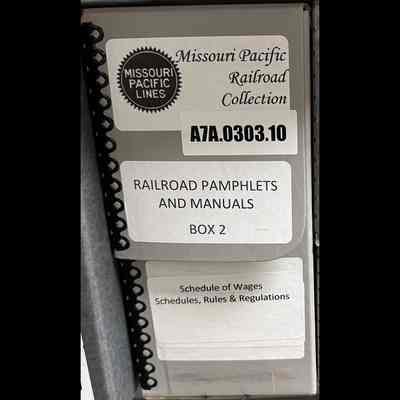 MISSOURI
PACIFIC
LINES
Missouri Pacific
Railroad
Collection
A7A.0303.10
RAILROAD PAMPHLETS
AND MANUALS
BOX 2
Schedule of Wages
Schedules, Rules & Regulations